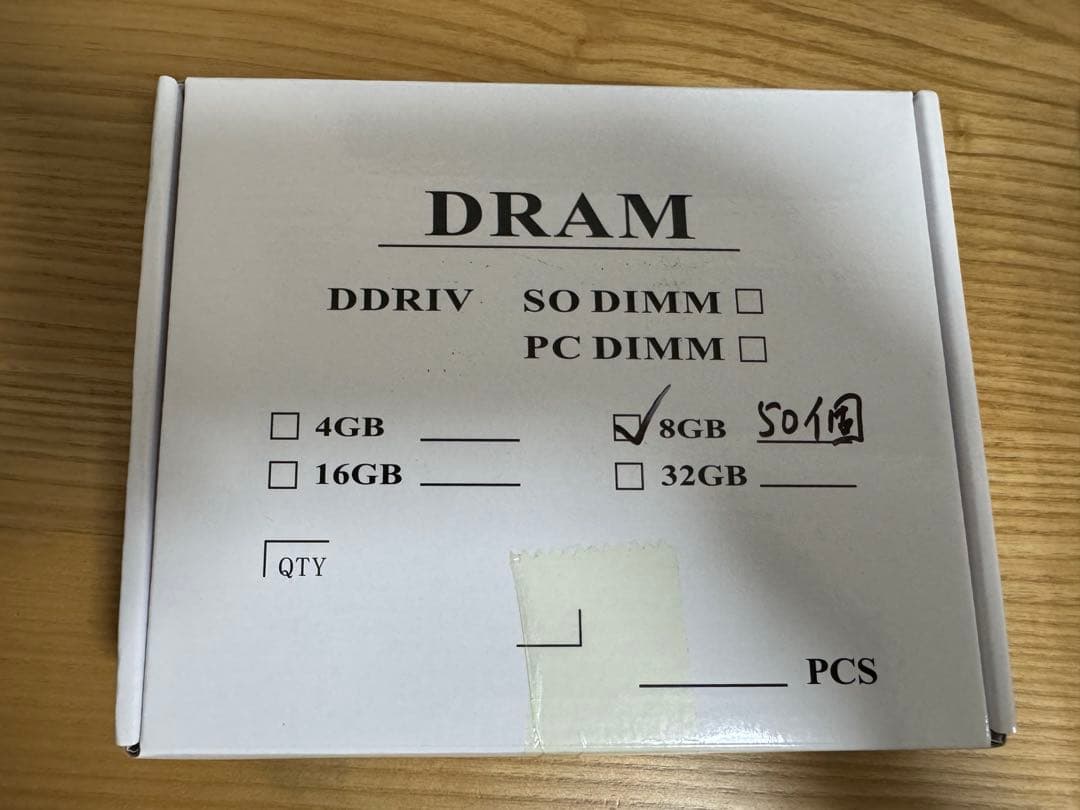 DRAM
DDRIV SO DIMM
PC DIMM
4GB 8GB 50個
16GB 32GB
QTY
PCS